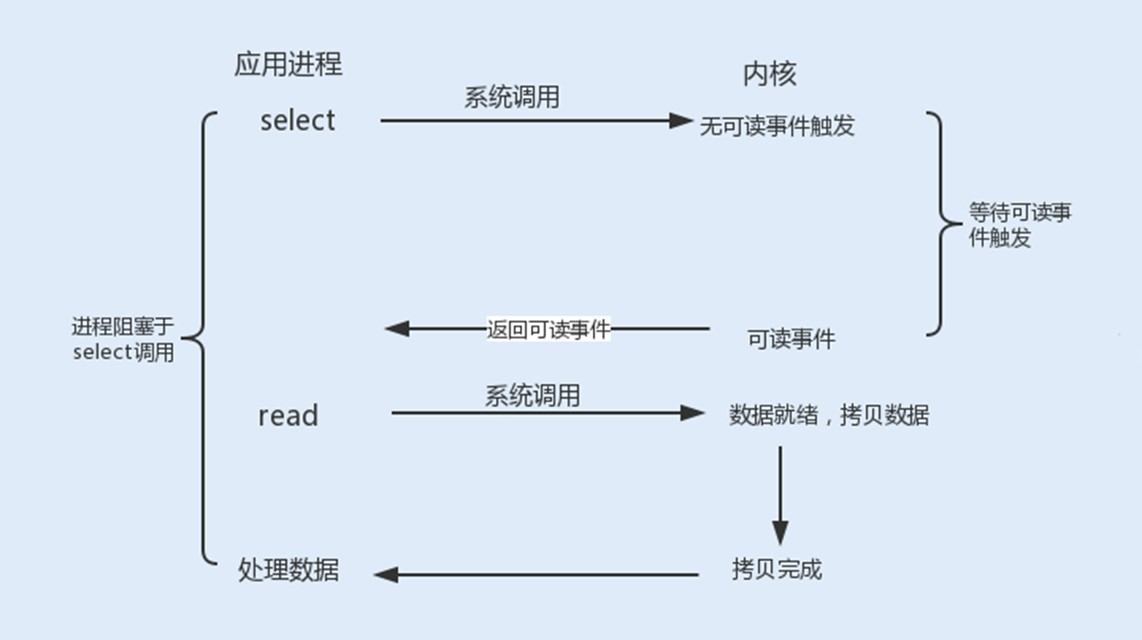 应用进程
内核
系统调用
select
无可读事件触发
等待可读事
件触发
进程阻塞于
select调用
返回可读事件
可读事件
系统调用
read
数据就绪，拷贝数据
处理数据
拷贝完成